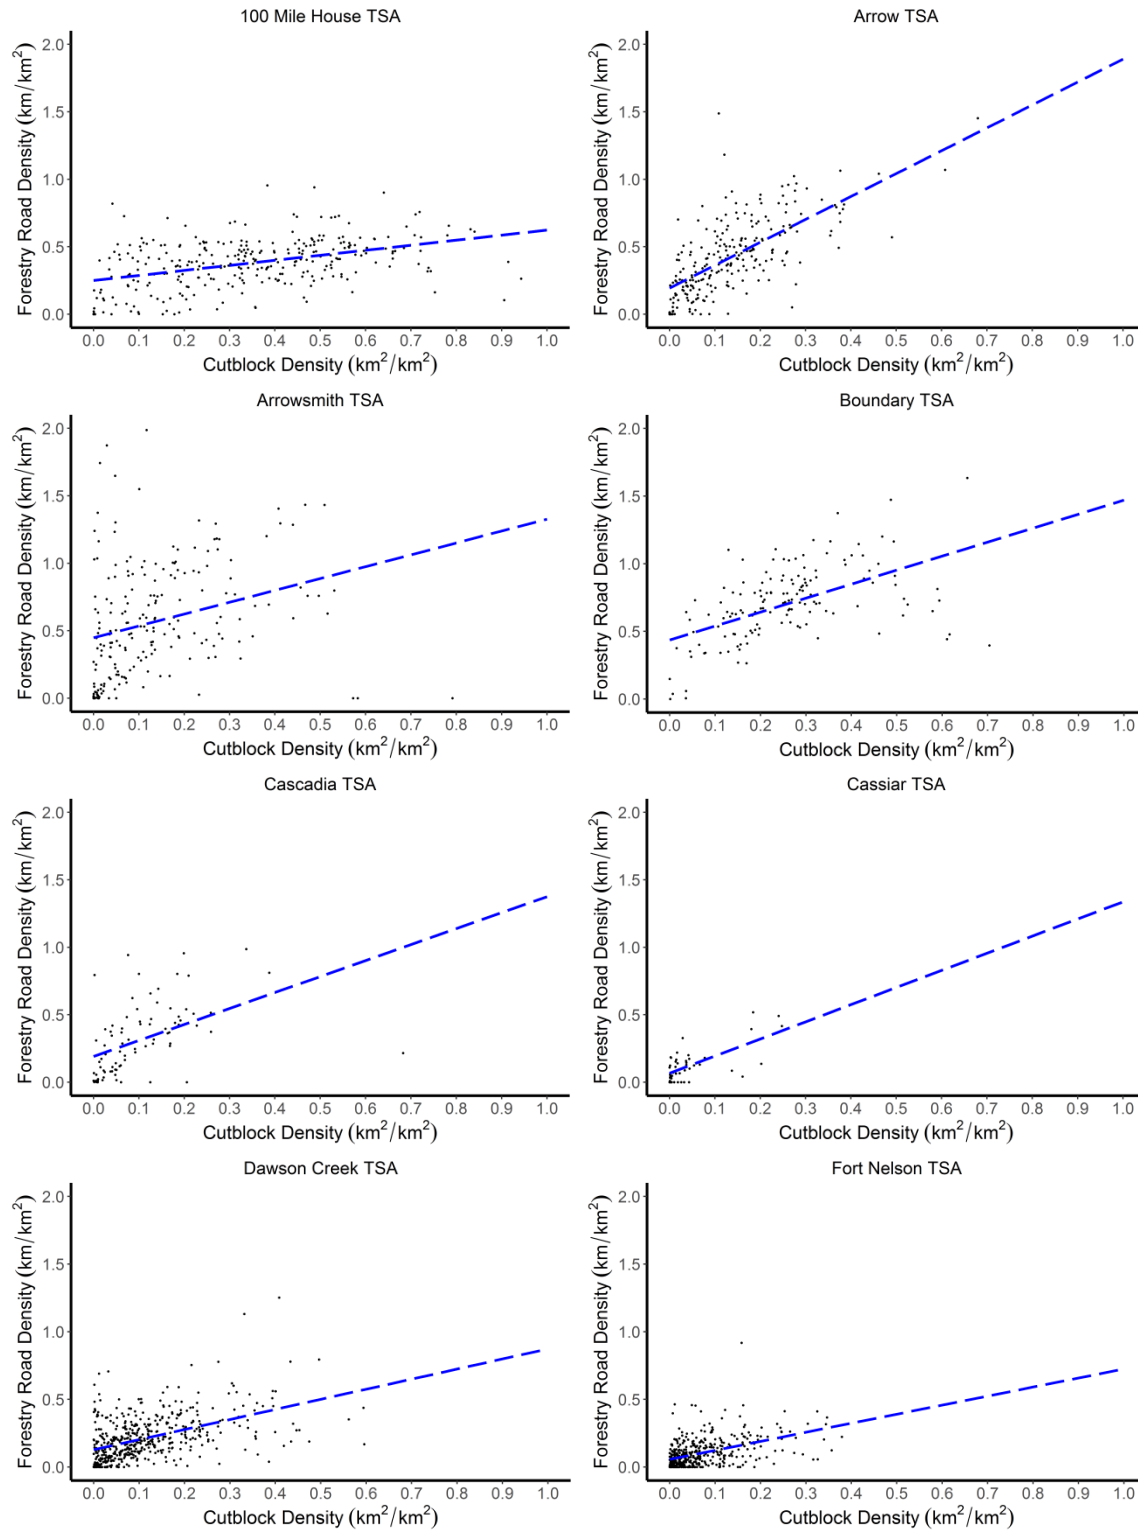 100 Mile House TSA
Forestry Road Density (km/km²)
2.0
1.5
1.0
0.5
0.0
0.0 0.1 0.2 0.3 0.4 0.5 0.6 0.7 0.8 0.9 1.0
Cutblock Density (km²/km²)
Arrow TSA
Forestry Road Density (km/km²)
2.0
1.5
1.0
0.5
0.0
0.0 0.1 0.2 0.3 0.4 0.5 0.6 0.7 0.8 0.9 1.0
Cutblock Density (km²/km²)
Arrowsmith TSA
Forestry Road Density (km/km²)
2.0
1.5
1.0
0.5
0.0
0.0 0.1 0.2 0.3 0.4 0.5 0.6 0.7 0.8 0.9 1.0
Cutblock Density (km²/km²)
Boundary TSA
Forestry Road Density (km/km²)
2.0
1.5
1.0
0.5
0.0
0.0 0.1 0.2 0.3 0.4 0.5 0.6 0.7 0.8 0.9 1.0
Cutblock Density (km²/km²)
Cascadia TSA
Forestry Road Density (km/km²)
2.0
1.5
1.0
0.5
0.0
0.0 0.1 0.2 0.3 0.4 0.5 0.6 0.7 0.8 0.9 1.0
Cutblock Density (km²/km²)
Cassiar TSA
Forestry Road Density (km/km²)
2.0
1.5
1.0
0.5
0.0
0.0 0.1 0.2 0.3 0.4 0.5 0.6 0.7 0.8 0.9 1.0
Cutblock Density (km²/km²)
Dawson Creek TSA
Forestry Road Density (km/km²)
2.0
1.5
1.0
0.5
0.0
0.0 0.1 0.2 0.3 0.4 0.5 0.6 0.7 0.8 0.9 1.0
Cutblock Density (km²/km²)
Fort Nelson TSA
Forestry Road Density (km/km²)
2.0
1.5
1.0
0.5
0.0
0.0 0.1 0.2 0.3 0.4 0.5 0.6 0.7 0.8 0.9 1.0
Cutblock Density (km²/km²)